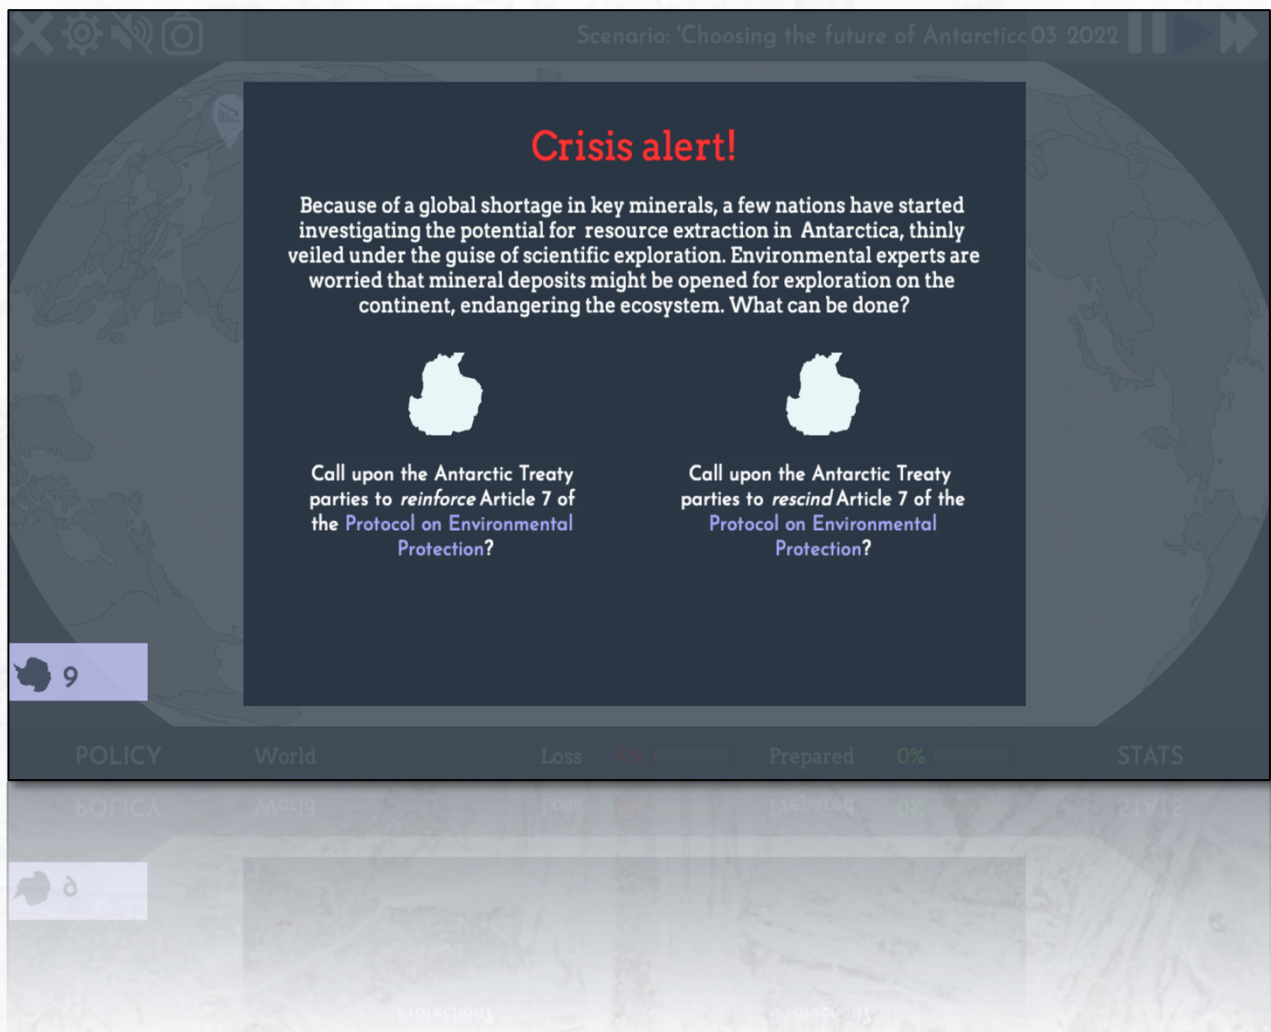 Scenario: 'Choosing the future of Antarctic
03 2022
Crisis alert!
Because of a global shortage in key minerals, a few nations have started
investigating the potential for resource extraction in Antarctica, thinly
veiled under the guise of scientific exploration. Environmental experts are
worried that mineral deposits might be opened for exploration on the
continent, endangering the ecosystem. What can be done?
Call upon the Antarctic Treaty
parties to reinforce Article 7 of
the Protocol on Environmental
Protection?
Call upon the Antarctic Treaty
parties to rescind Article 7 of the
Protocol on Environmental
Protection?
9
POLICY World Loss 4% Prepared 0% STATS